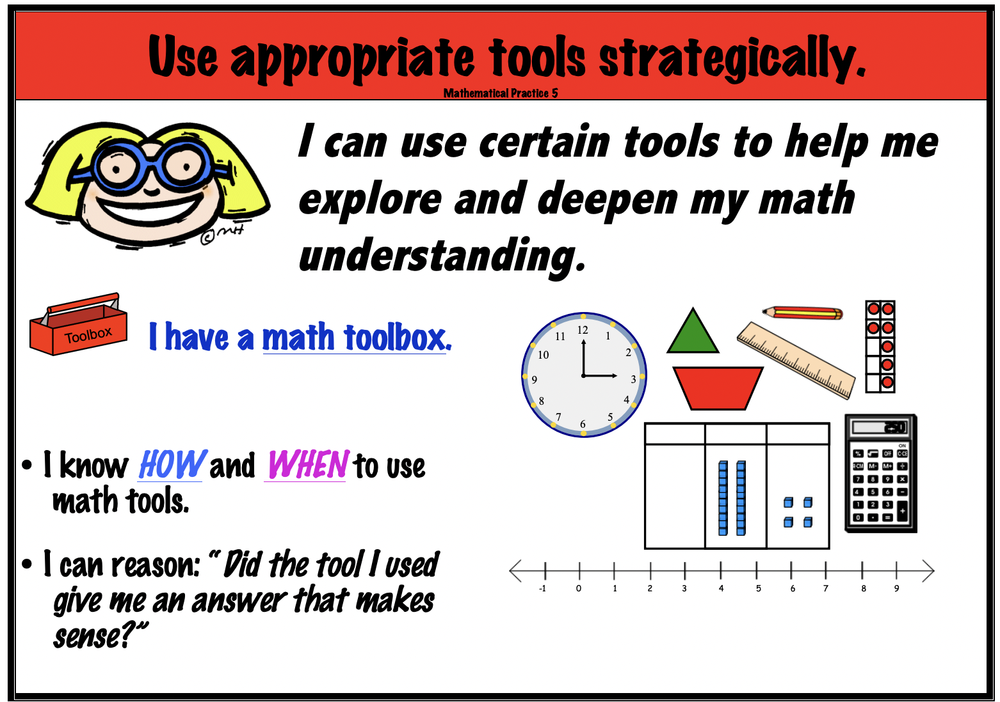 Use appropriate tools strategically.
Mathematical Practice 5
I can use certain tools to help me
explore and deepen my math
understanding.
©MH
Toolbox
I have a math toolbox.
• I know HOW and WHEN to use
math tools.
• I can reason: “ Did the tool I used
give me an answer that makes
sense?”
12
11 1
10 2
9 3
8 4
7 5
6
250
ON
% √ OFF C·CE
R·CM M- M+ ÷
7 8 9 ×
4 5 6 −
1 2 3 +
0 • =
-1 0 1 2 3 4 5 6 7 8 9